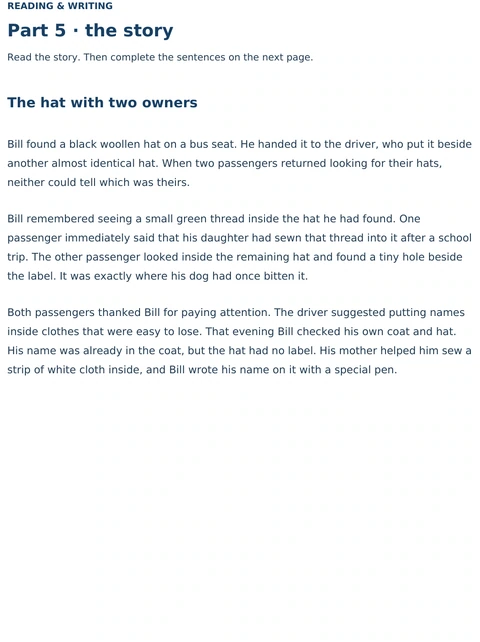 READING & WRITING
Part 5 · the story
Read the story. Then complete the sentences on the next page.
The hat with two owners
Bill found a black woollen hat on a bus seat. He handed it to the driver, who put it beside
another almost identical hat. When two passengers returned looking for their hats,
neither could tell which was theirs.
Bill remembered seeing a small green thread inside the hat he had found. One
passenger immediately said that his daughter had sewn that thread into it after a school
trip. The other passenger looked inside the remaining hat and found a tiny hole beside
the label. It was exactly where his dog had once bitten it.
Both passengers thanked Bill for paying attention. The driver suggested putting names
inside clothes that were easy to lose. That evening Bill checked his own coat and hat.
His name was already in the coat, but the hat had no label. His mother helped him sew a
strip of white cloth inside, and Bill wrote his name on it with a special pen.